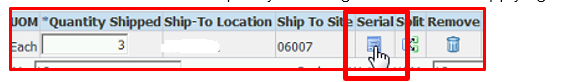 UOM *Quantity Shipped Ship-To Location Ship To Site Serial Split Remove
Each 3 06007